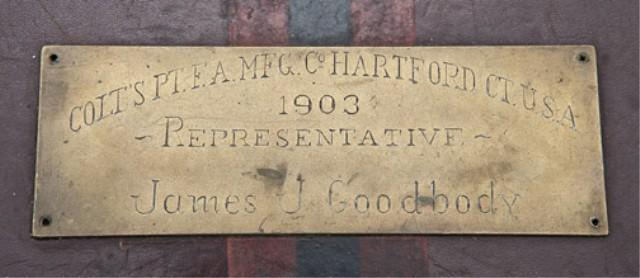 COLT'S PT. F. A. MFG. Co HARTFORD CT. U.S.A
1903
~ REPRESENTATIVE ~
James J Goodbody